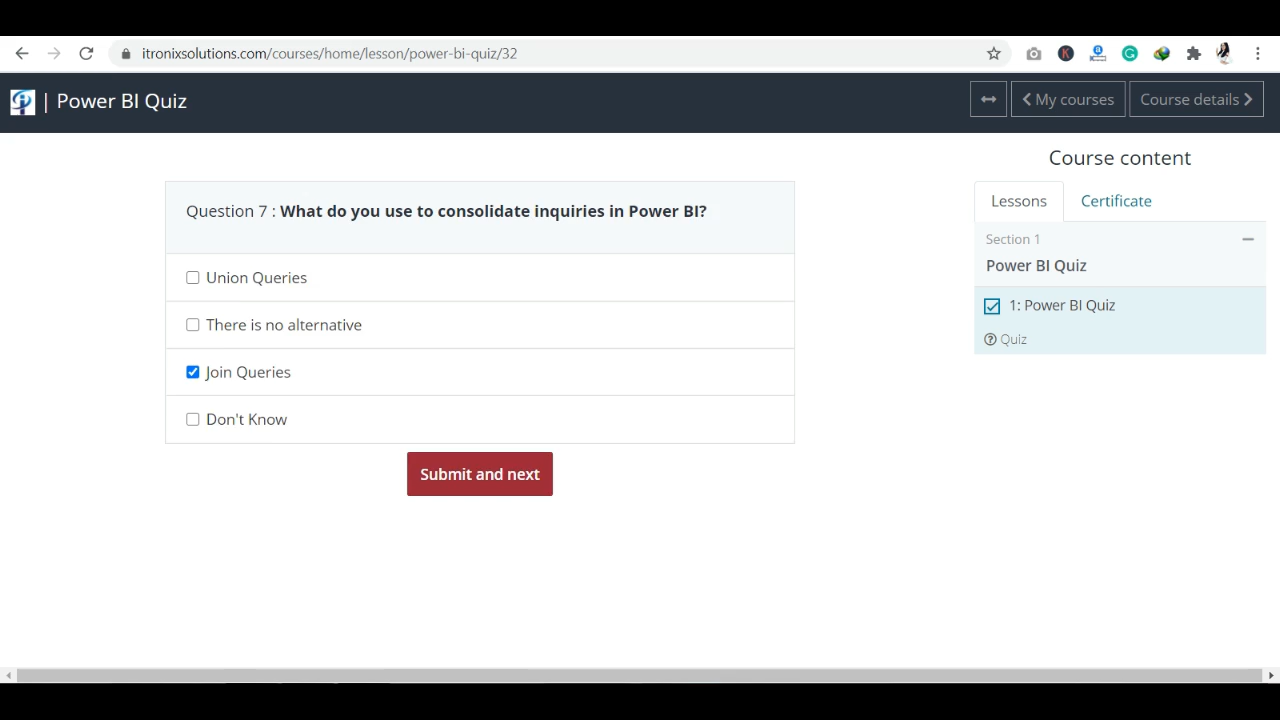 itronixsolutions.com/courses/home/lesson/power-bi-quiz/32
| Power BI Quiz
My courses
Course details
Course content
Question 7 : What do you use to consolidate inquiries in Power BI?
Lessons
Certificate
Section 1
Power BI Quiz
Union Queries
There is no alternative
1: Power BI Quiz
Quiz
Join Queries
Don't Know
Submit and next